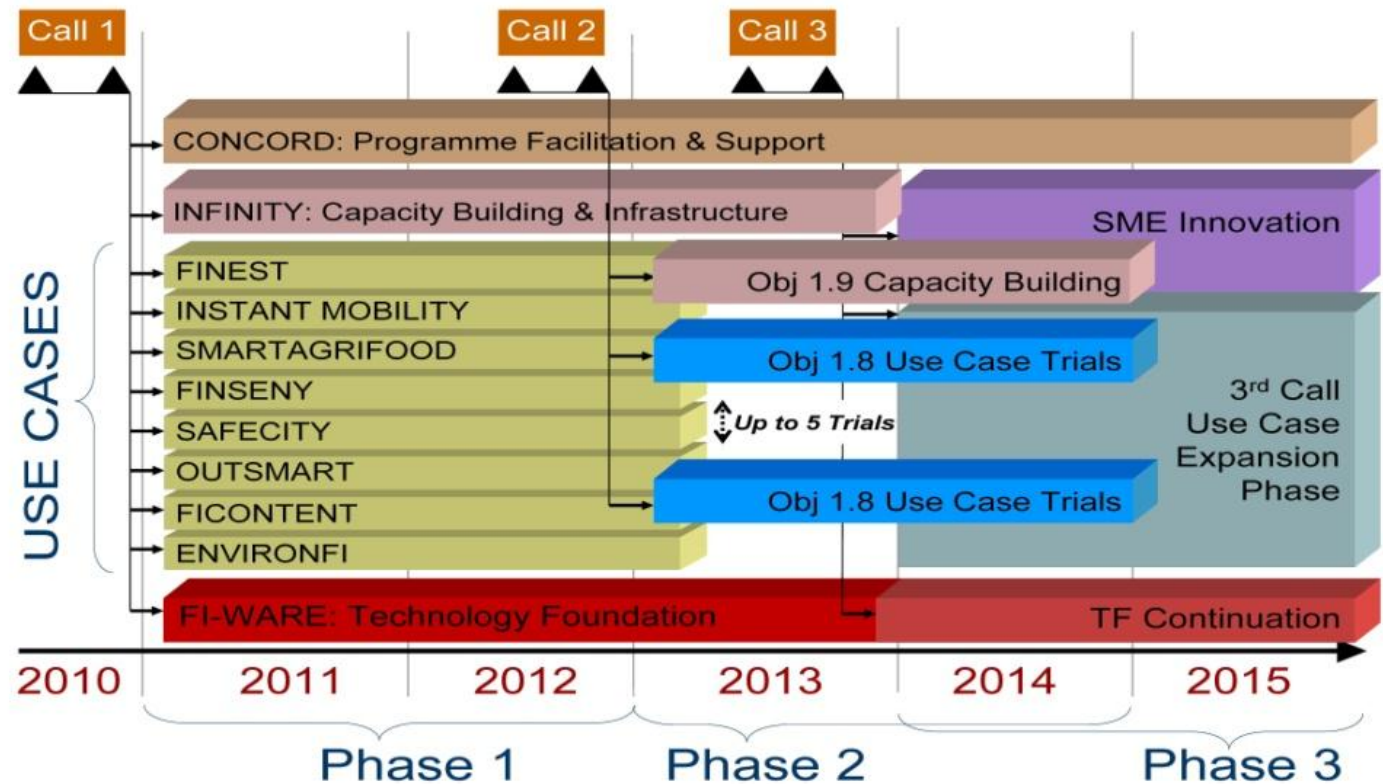 Call 1
Call 2
Call 3
CONCORD: Programme Facilitation & Support
INFINITY: Capacity Building & Infrastructure
SME Innovation
USE CASES
FINEST
Obj 1.9 Capacity Building
INSTANT MOBILITY
SMARTAGRIFOOD
Obj 1.8 Use Case Trials
FINSENY
SAFECITY
Up to 5 Trials
3rd Call
Use Case
Expansion
Phase
OUTSMART
FICONTENT
Obj 1.8 Use Case Trials
ENVIRONFI
FI-WARE: Technology Foundation
TF Continuation
2010
2011
2012
2013
2014
2015
Phase 1
Phase 2
Phase 3